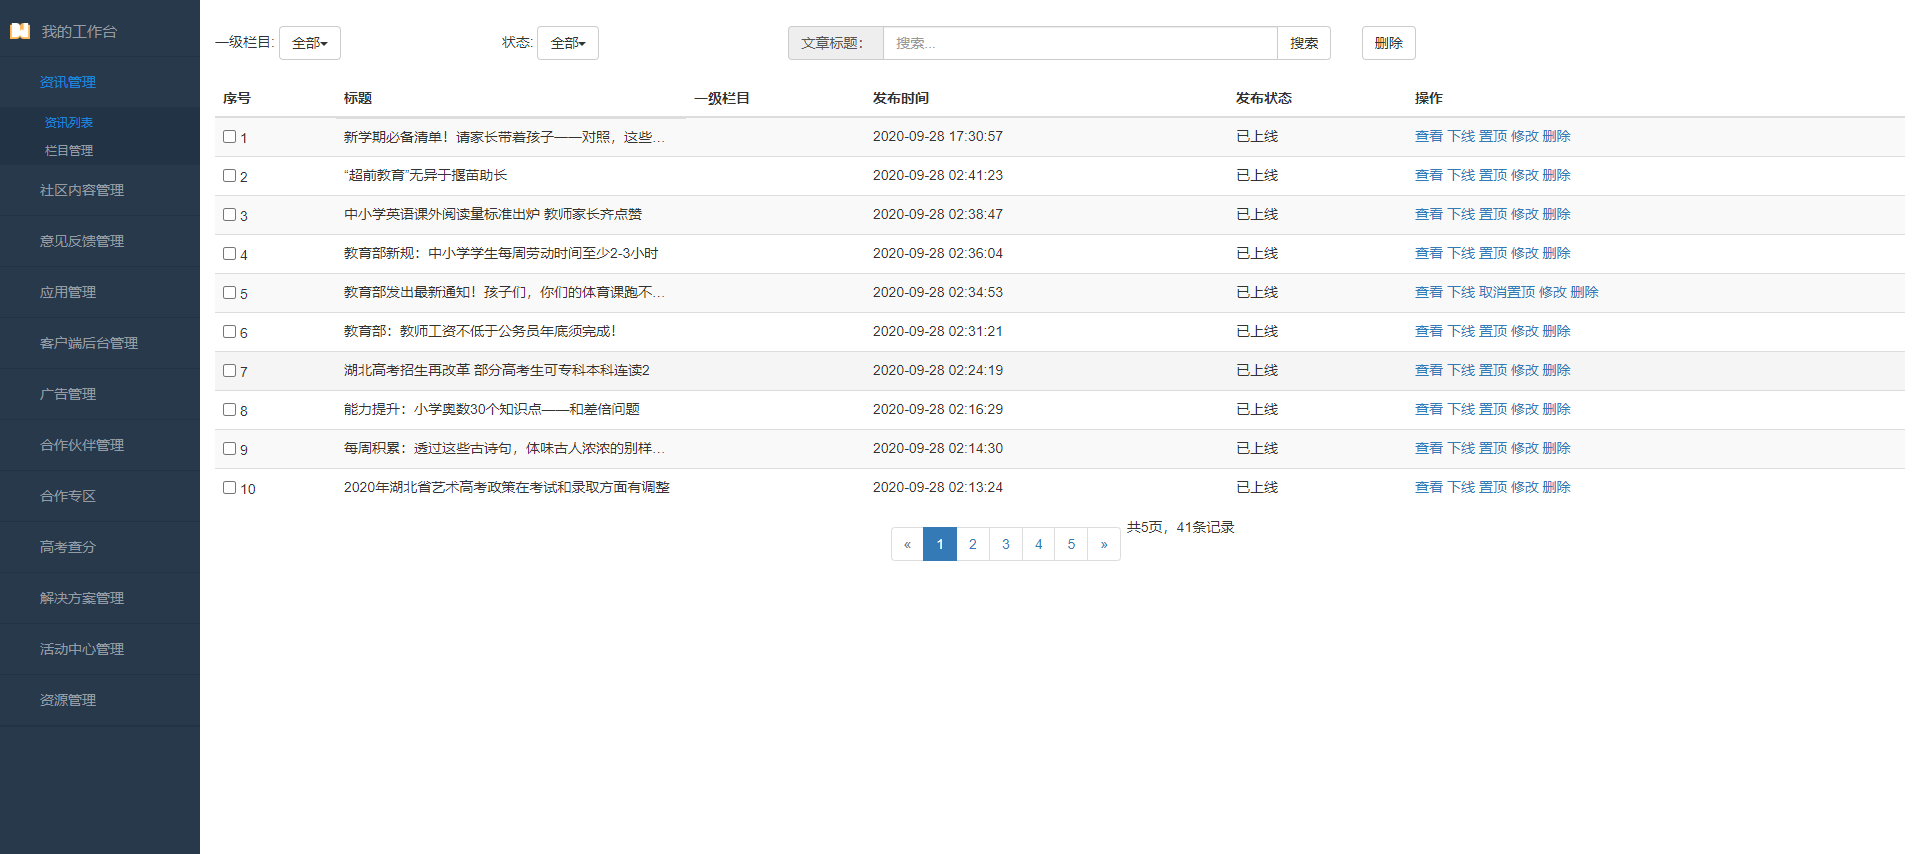 我的工作台
资讯管理
资讯列表
栏目管理
社区内容管理
意见反馈管理
应用管理
客户端后台管理
广告管理
合作伙伴管理
合作专区
高考查分
解决方案管理
活动中心管理
资源管理
一级栏目: 全部 状态: 全部 文章标题： 搜索... 搜索 删除
序号 标题 一级栏目 发布时间 发布状态 操作
1 新学期必备清单！请家长带着孩子一一对照，这些... 2020-09-28 17:30:57 已上线 查看 下线 置顶 修改 删除
2 “超前教育”无异于揠苗助长 2020-09-28 02:41:23 已上线 查看 下线 置顶 修改 删除
3 中小学英语课外阅读量标准出炉 教师家长齐点赞 2020-09-28 02:38:47 已上线 查看 下线 置顶 修改 删除
4 教育部新规：中小学学生每周劳动时间至少2-3小时 2020-09-28 02:36:04 已上线 查看 下线 置顶 修改 删除
5 教育部发出最新通知！孩子们，你们的体育课跑不... 2020-09-28 02:34:53 已上线 查看 下线 取消置顶 修改 删除
6 教育部：教师工资不低于公务员年底须完成！ 2020-09-28 02:31:21 已上线 查看 下线 置顶 修改 删除
7 湖北高考招生再改革 部分高考生可专科本科连读2 2020-09-28 02:24:19 已上线 查看 下线 置顶 修改 删除
8 能力提升：小学奥数30个知识点——和差倍问题 2020-09-28 02:16:29 已上线 查看 下线 置顶 修改 删除
9 每周积累：透过这些古诗句，体味古人浓浓的别样... 2020-09-28 02:14:30 已上线 查看 下线 置顶 修改 删除
10 2020年湖北省艺术高考政策在考试和录取方面有调整 2020-09-28 02:13:24 已上线 查看 下线 置顶 修改 删除
« 1 2 3 4 5 » 共5页，41条记录